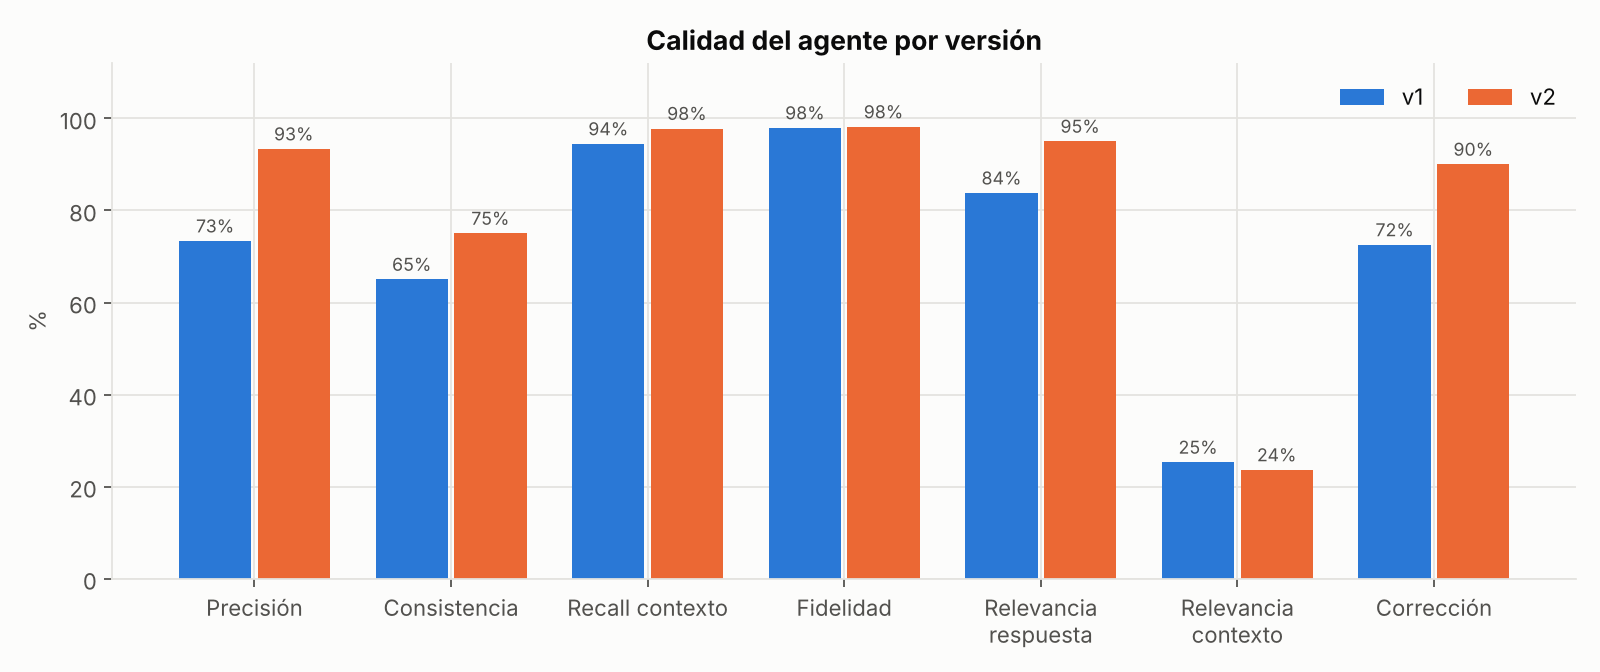 Calidad del agente por versión
v1
v2
%
100
80
60
40
20
0
73%
93%
65%
75%
94%
98%
98%
98%
84%
95%
25%
24%
72%
90%
Precisión
Consistencia
Recall contexto
Fidelidad
Relevancia
respuesta
Relevancia
contexto
Corrección